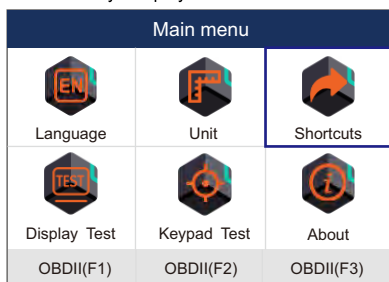 Main menu
EN
Language Unit Shortcuts
TEST
Display Test Keypad Test About
OBDII(F1) OBDII(F2) OBDII(F3)